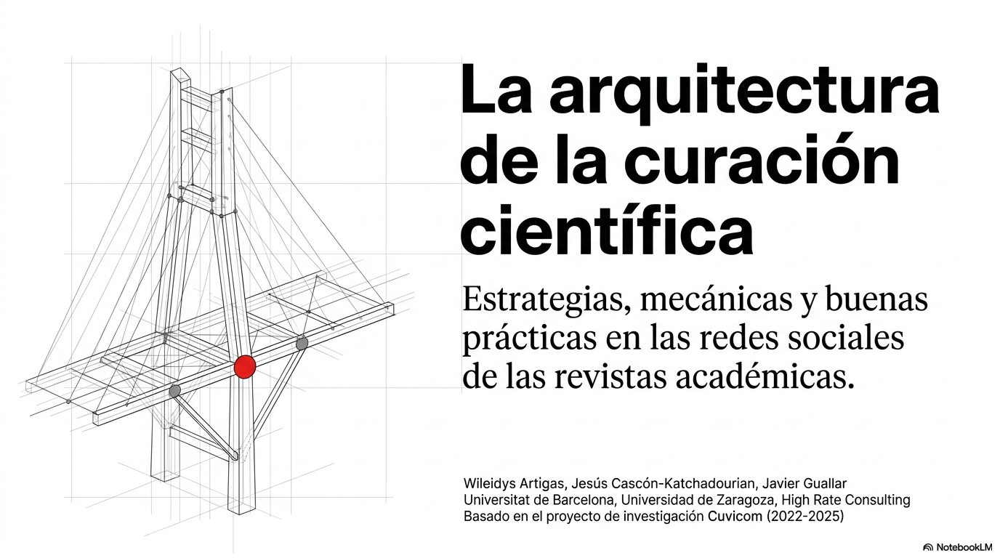 La arquitectura
de la curación
científica
Estrategias, mecánicas y buenas
prácticas en las redes sociales
de las revistas académicas.
Wileidys Artigas, Jesús Cascón-Katchadourian, Javier Guallar
Universitat de Barcelona, Universidad de Zaragoza, High Rate Consulting
Basado en el proyecto de investigación Cuvicom (2022-2025)
NotebookLM